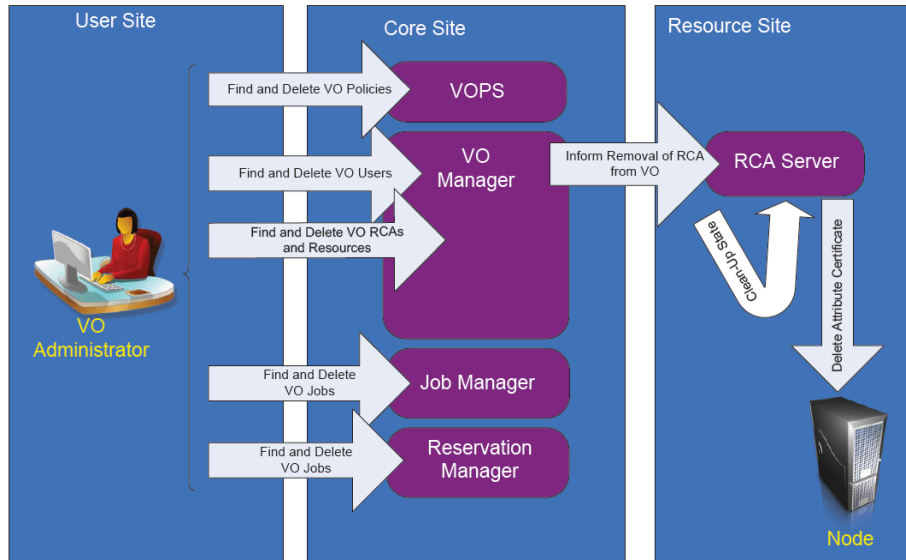 User Site
Core Site
Resource Site
Find and Delete VO Policies
VOPS
Find and Delete VO Users
VO
Manager
Inform Removal of RCA
from VO
RCA Server
Find and Delete VO RCAs
and Resources
Clean-Up State
Delete Attribute Certificate
VO
Administrator
Find and Delete
VO Jobs
Job Manager
Find and Delete
VO Jobs
Reservation
Manager
Node